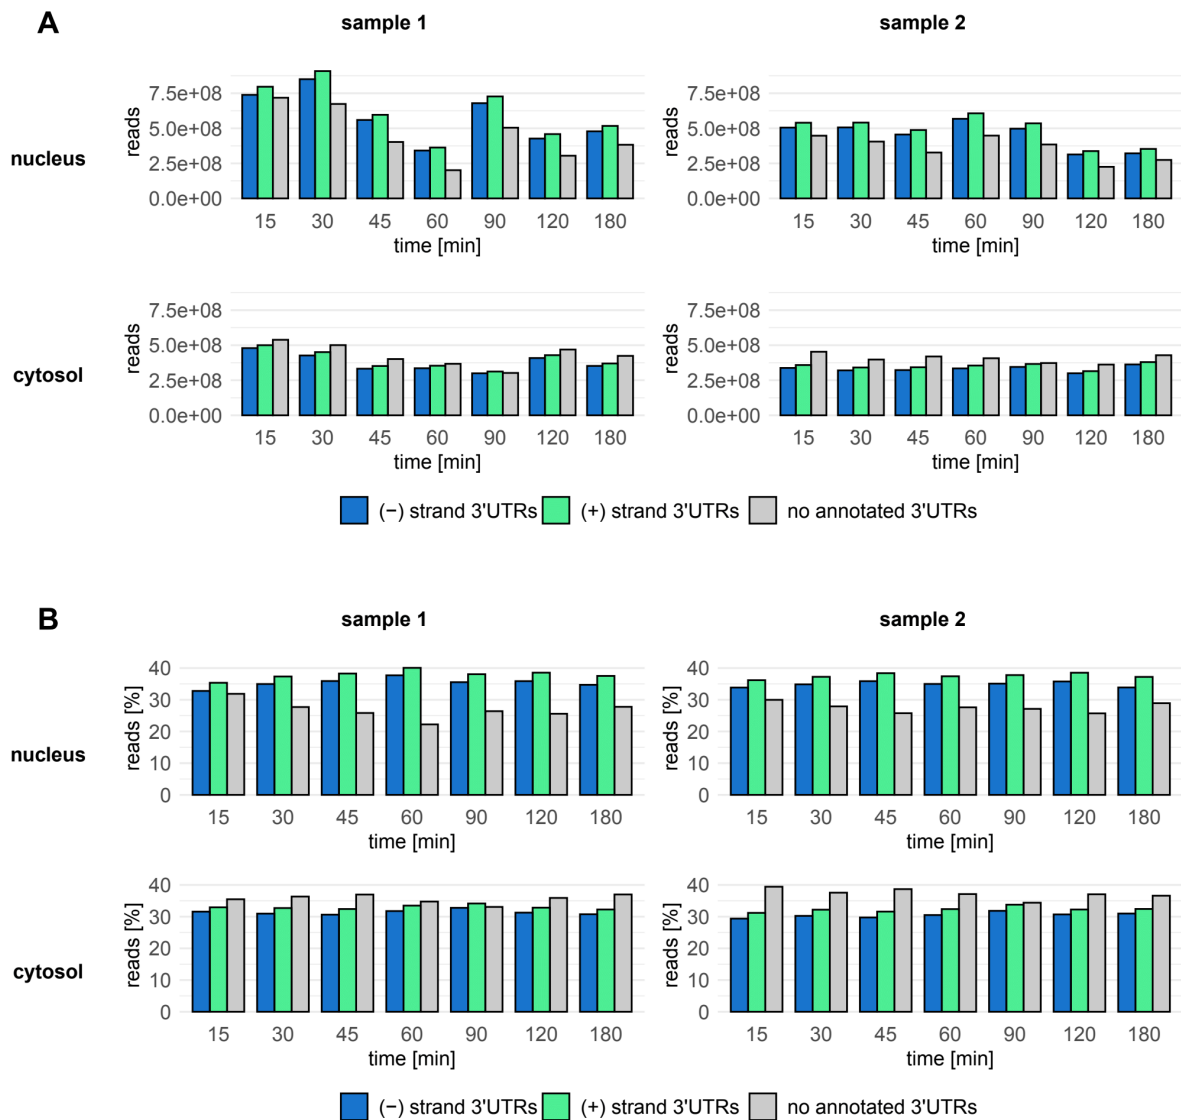 A
sample 1
sample 2
nucleus
reads
7.5e+08
5.0e+08
2.5e+08
0.0e+00
15 30 45 60 90 120 180
time [min]
reads
7.5e+08
5.0e+08
2.5e+08
0.0e+00
15 30 45 60 90 120 180
time [min]
cytosol
reads
7.5e+08
5.0e+08
2.5e+08
0.0e+00
15 30 45 60 90 120 180
time [min]
reads
7.5e+08
5.0e+08
2.5e+08
0.0e+00
15 30 45 60 90 120 180
time [min]
(−) strand 3'UTRs (+) strand 3'UTRs no annotated 3'UTRs
B
sample 1
sample 2
nucleus
reads [%]
40
30
20
10
0
15 30 45 60 90 120 180
time [min]
reads [%]
40
30
20
10
0
15 30 45 60 90 120 180
time [min]
cytosol
reads [%]
40
30
20
10
0
15 30 45 60 90 120 180
time [min]
reads [%]
40
30
20
10
0
15 30 45 60 90 120 180
time [min]
(−) strand 3'UTRs (+) strand 3'UTRs no annotated 3'UTRs